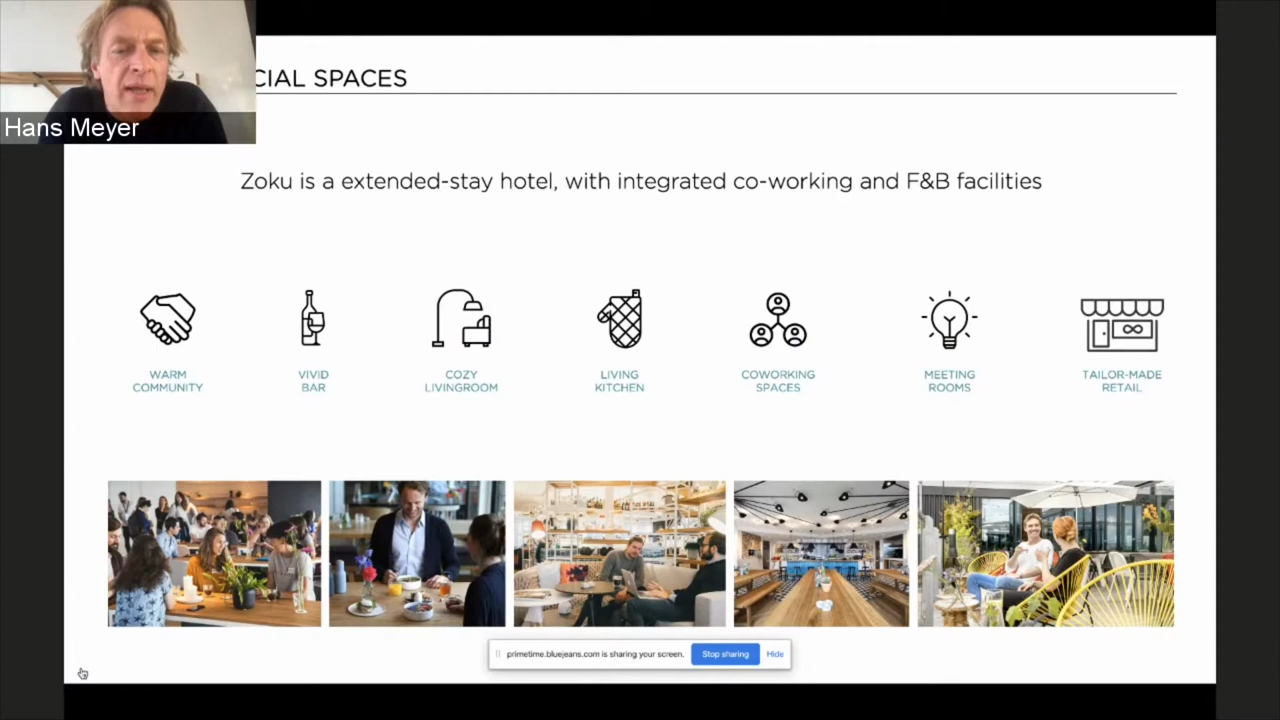 CIAL SPACES
Hans Meyer
Zoku is a extended-stay hotel, with integrated co-working and F&B facilities
WARM
COMMUNITY
VIVID
BAR
COZY
LIVINGROOM
LIVING
KITCHEN
COWORKING
SPACES
MEETING
ROOMS
TAILOR-MADE
RETAIL
primetime.bluejeans.com is sharing your screen.
Stop sharing
Hide